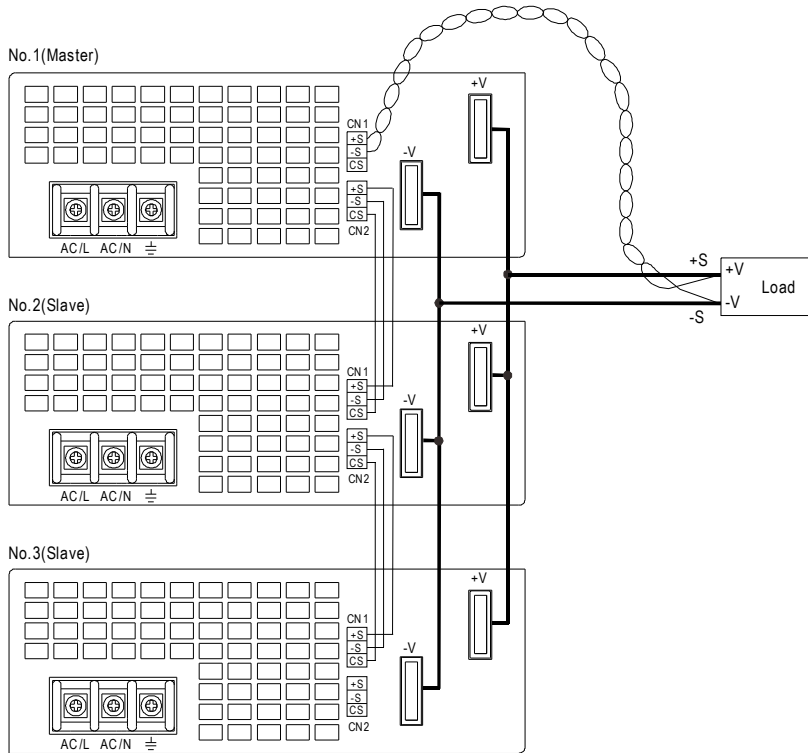 No.1(Master)
+V
CN1
+S
-S
CS
-V
+S
-S
CS
CN2
AC/L AC/N ⏚
+S
+V
Load
-V
-S
No.2(Slave)
+V
CN1
+S
-S
CS
-V
+S
-S
CS
CN2
AC/L AC/N ⏚
No.3(Slave)
+V
CN1
+S
-S
CS
-V
+S
-S
CS
CN2
AC/L AC/N ⏚